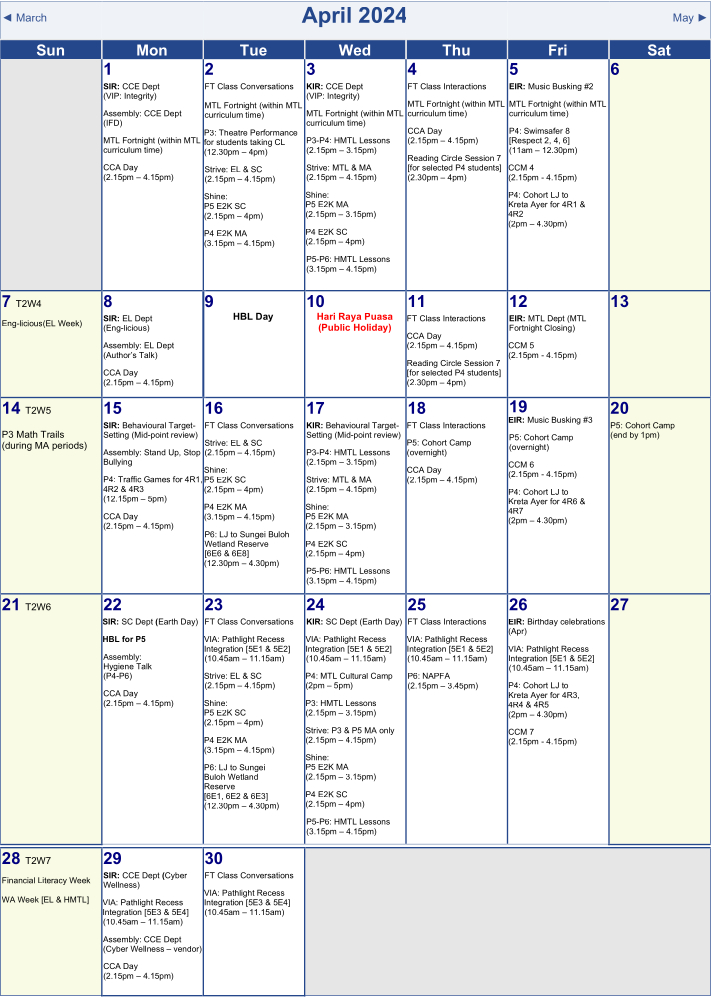 ◄ March
April 2024
May ►
Sun
Mon
Tue
Wed
Thu
Fri
Sat
1
SIR: CCE Dept
(VIP: Integrity)
Assembly: CCE Dept
(IFD)
MTL Fortnight (within MTL
curriculum time)
CCA Day
(2.15pm – 4.15pm)
2
FT Class Conversations
MTL Fortnight (within MTL
curriculum time)
P3: Theatre Performance
for students taking CL
(12.30pm – 4pm)
Strive: EL & SC
(2.15pm – 4.15pm)
Shine:
P5 E2K SC
(2.15pm – 4pm)
P4 E2K MA
(3.15pm – 4.15pm)
3
KIR: CCE Dept
(VIP: Integrity)
MTL Fortnight (within MTL
curriculum time)
P3-P4: HMTL Lessons
(2.15pm – 3.15pm)
Strive: MTL & MA
(2.15pm – 4.15pm)
Shine:
P5 E2K MA
(2.15pm – 3.15pm)
P4 E2K SC
(2.15pm – 4pm)
P5-P6: HMTL Lessons
(3.15pm – 4.15pm)
4
FT Class Interactions
MTL Fortnight (within MTL
curriculum time)
CCA Day
(2.15pm – 4.15pm)
Reading Circle Session 7
[for selected P4 students]
(2.30pm – 4pm)
5
EIR: Music Busking #2
MTL Fortnight (within MTL
curriculum time)
P4: Swimsafer 8
[Respect 2, 4, 6]
(11am – 12.30pm)
CCM 4
(2.15pm - 4.15pm)
P4: Cohort LJ to
Kreta Ayer for 4R1 &
4R2
(2pm – 4.30pm)
6
7 T2W4
Eng-licious(EL Week)
8
SIR: EL Dept
(Eng-licious)
Assembly: EL Dept
(Author's Talk)
CCA Day
(2.15pm – 4.15pm)
9
HBL Day
10
Hari Raya Puasa
(Public Holiday)
11
FT Class Interactions
CCA Day
(2.15pm – 4.15pm)
Reading Circle Session 7
[for selected P4 students]
(2.30pm – 4pm)
12
EIR: MTL Dept (MTL
Fortnight Closing)
CCM 5
(2.15pm - 4.15pm)
13
14 T2W5
P3 Math Trails
(during MA periods)
15
SIR: Behavioural Target-
Setting (Mid-point review)
Assembly: Stand Up, Stop
Bullying
P4: Traffic Games for 4R1,
4R2 & 4R3
(12.15pm – 5pm)
CCA Day
(2.15pm – 4.15pm)
16
FT Class Conversations
Strive: EL & SC
(2.15pm – 4.15pm)
Shine:
P5 E2K SC
(2.15pm – 4pm)
P4 E2K MA
(3.15pm – 4.15pm)
P6: LJ to Sungei Buloh
Wetland Reserve
[6E6 & 6E8]
(12.30pm – 4.30pm)
17
KIR: Behavioural Target-
Setting (Mid-point review)
P3-P4: HMTL Lessons
(2.15pm – 3.15pm)
Strive: MTL & MA
(2.15pm – 4.15pm)
Shine:
P5 E2K MA
(2.15pm – 3.15pm)
P4 E2K SC
(2.15pm – 4pm)
P5-P6: HMTL Lessons
(3.15pm – 4.15pm)
18
FT Class Interactions
P5: Cohort Camp
(overnight)
CCA Day
(2.15pm – 4.15pm)
19
EIR: Music Busking #3
P5: Cohort Camp
(overnight)
CCM 6
(2.15pm - 4.15pm)
P4: Cohort LJ to
Kreta Ayer for 4R6 &
4R7
(2pm – 4.30pm)
20
P5: Cohort Camp
(end by 1pm)
21 T2W6
22
SIR: SC Dept (Earth Day)
HBL for P5
Assembly:
Hygiene Talk
(P4-P6)
CCA Day
(2.15pm – 4.15pm)
23
FT Class Conversations
VIA: Pathlight Recess
Integration [5E1 & 5E2]
(10.45am – 11.15am)
Strive: EL & SC
(2.15pm – 4.15pm)
Shine:
P5 E2K SC
(2.15pm – 4pm)
P4 E2K MA
(3.15pm – 4.15pm)
P6: LJ to Sungei
Buloh Wetland
Reserve
[6E1, 6E2 & 6E3]
(12.30pm – 4.30pm)
24
KIR: SC Dept (Earth Day)
VIA: Pathlight Recess
Integration [5E1 & 5E2]
(10.45am – 11.15am)
P4: MTL Cultural Camp
(2pm – 5pm)
P3: HMTL Lessons
(2.15pm – 3.15pm)
Strive: P3 & P5 MA only
(2.15pm – 4.15pm)
Shine:
P5 E2K MA
(2.15pm – 3.15pm)
P4 E2K SC
(2.15pm – 4pm)
P5-P6: HMTL Lessons
(3.15pm – 4.15pm)
25
FT Class Interactions
VIA: Pathlight Recess
Integration [5E1 & 5E2]
(10.45am – 11.15am)
P6: NAPFA
(2.15pm – 3.45pm)
26
EIR: Birthday celebrations
(Apr)
VIA: Pathlight Recess
Integration [5E1 & 5E2]
(10.45am – 11.15am)
P4: Cohort LJ to
Kreta Ayer for 4R3,
4R4 & 4R5
(2pm – 4.30pm)
CCM 7
(2.15pm - 4.15pm)
27
28 T2W7
Financial Literacy Week
WA Week [EL & HMTL]
29
SIR: CCE Dept (Cyber
Wellness)
VIA: Pathlight Recess
Integration [5E3 & 5E4]
(10.45am – 11.15am)
Assembly: CCE Dept
(Cyber Wellness – vendor)
CCA Day
(2.15pm – 4.15pm)
30
FT Class Conversations
VIA: Pathlight Recess
Integration [5E3 & 5E4]
(10.45am – 11.15am)